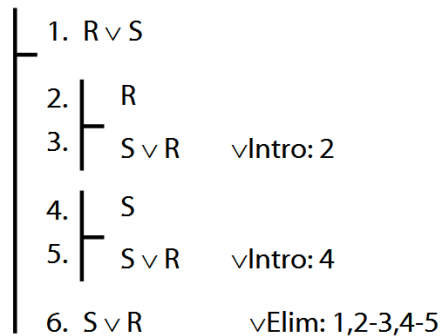 1. R ∨ S
2. R
3. S ∨ R ∨Intro: 2
4. S
5. S ∨ R ∨Intro: 4
6. S ∨ R ∨Elim: 1,2-3,4-5